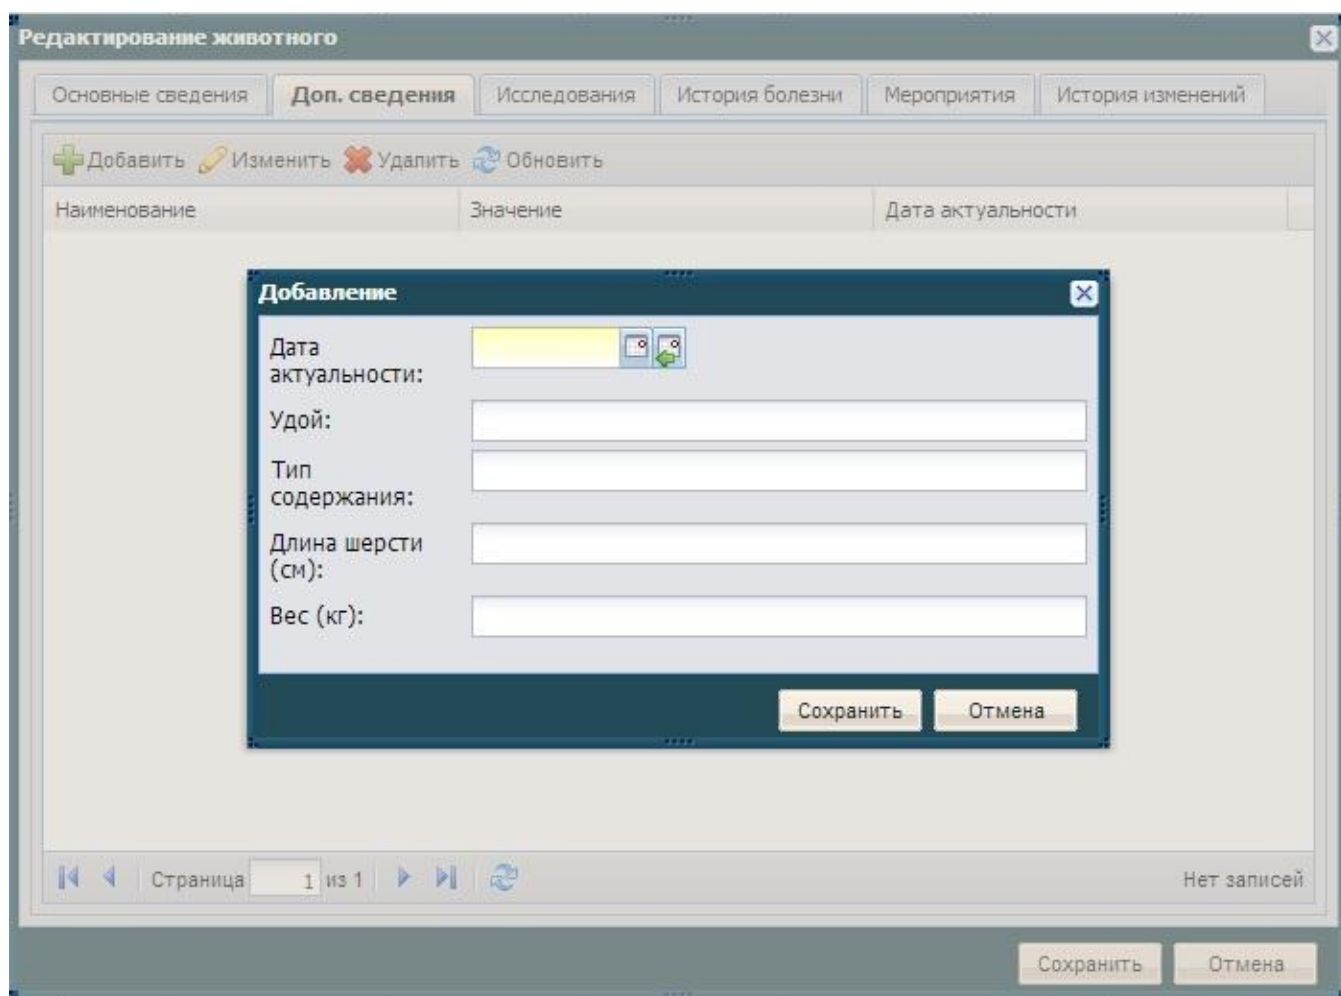 Редактирование животного
Основные сведения Доп. сведения Исследования История болезни Мероприятия История изменений
Добавить Изменить Удалить Обновить
Наименование Значение Дата актуальности
Добавление
Дата
актуальности:
Удой:
Тип
содержания:
Длина шерсти
(см):
Вес (кг):
Сохранить Отмена
Страница 1 из 1 Нет записей
Сохранить Отмена